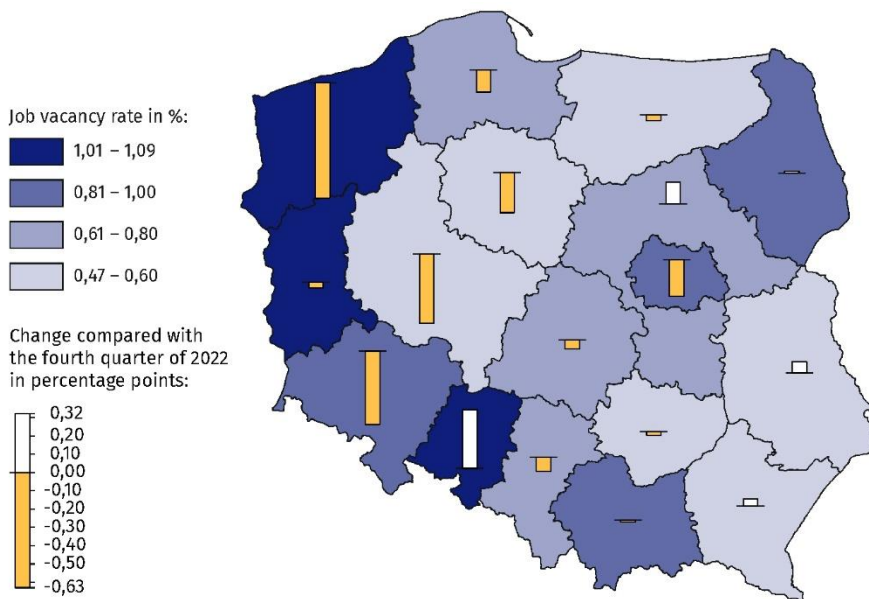 Job vacancy rate in %:
1,01 – 1,09
0,81 – 1,00
0,61 – 0,80
0,47 – 0,60
Change compared with
the fourth quarter of 2022
in percentage points:
0,32
0,20
0,10
0,00
-0,10
-0,20
-0,30
-0,40
-0,50
-0,63